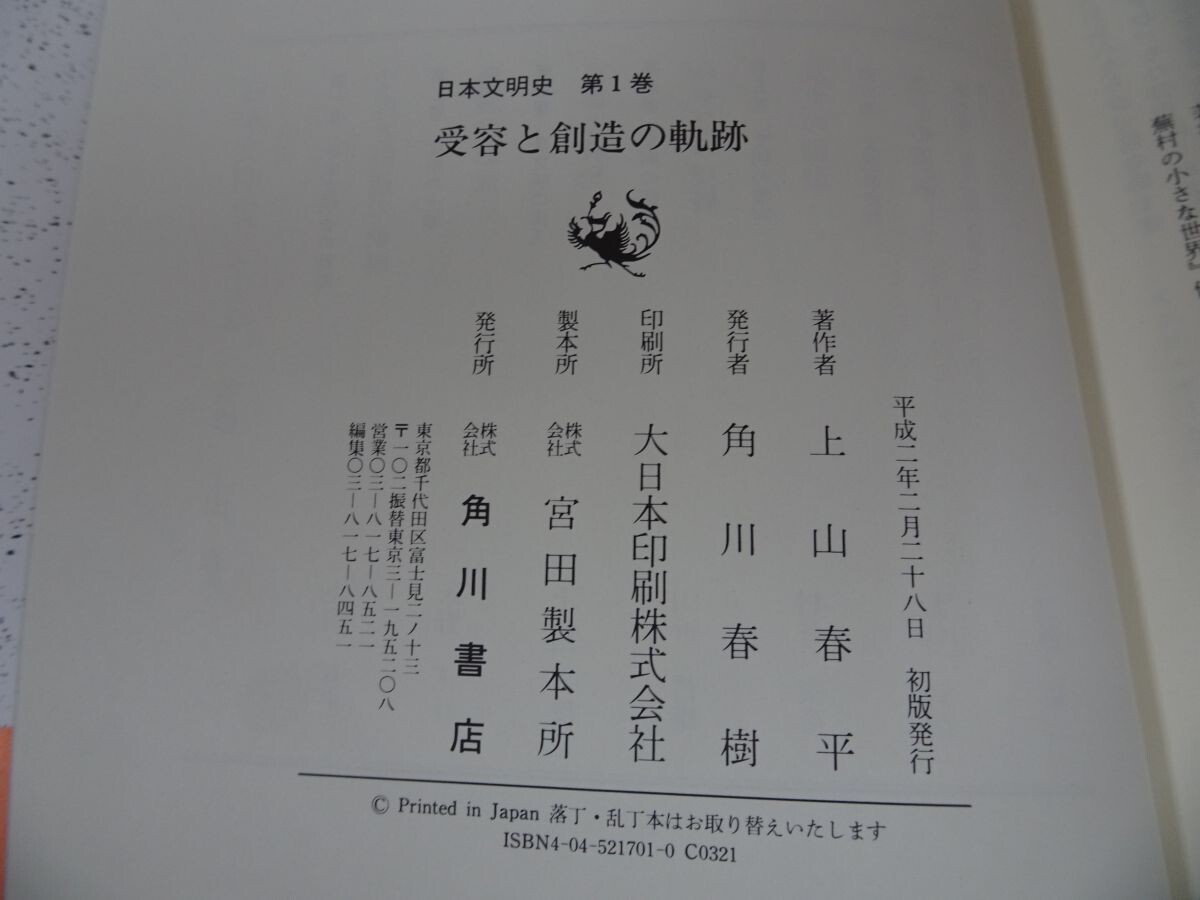 日本文明史　第1巻
受容と創造の軌跡
平成二年二月二十八日　初版発行
著作者　上山春平
発行者　角川春樹
印刷所　大日本印刷株式会社
製本所　株式会社　宮田製本所
発行所　株式会社　角川書店
東京都千代田区富士見二ノ十三
〒一〇二振替東京三―一九五二〇八
営業〇三―八一七―八五二一
編集〇三―八一七―八四五一
© Printed in Japan 落丁・乱丁本はお取り替えいたします
ISBN4-04-521701-0 C0321
蕪村の小さな世界』